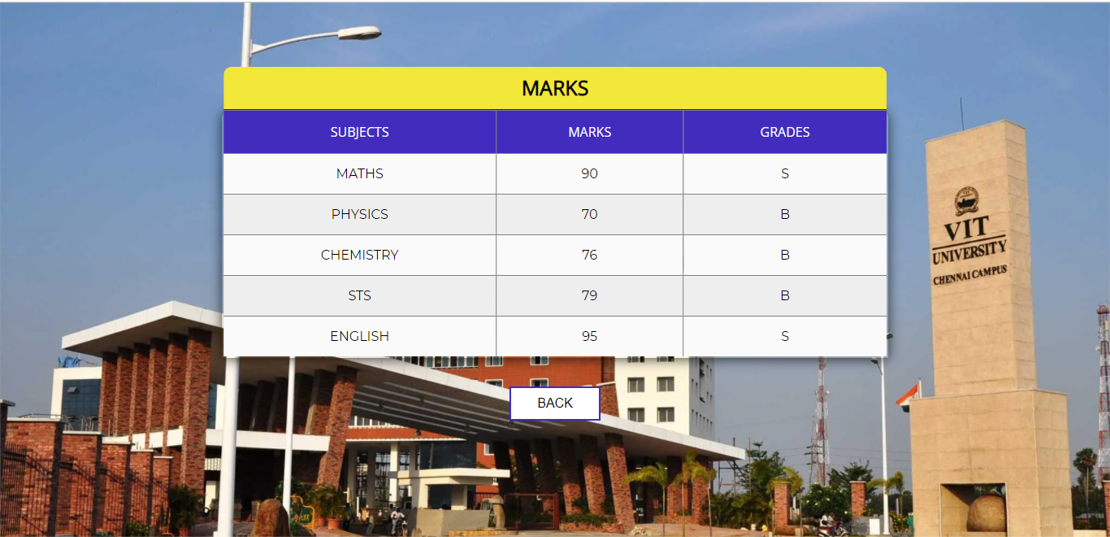 MARKS
SUBJECTS MARKS GRADES
MATHS 90 S
PHYSICS 70 B
CHEMISTRY 76 B
STS 79 B
ENGLISH 95 S
BACK
VIT
UNIVERSITY
CHENNAI CAMPUS